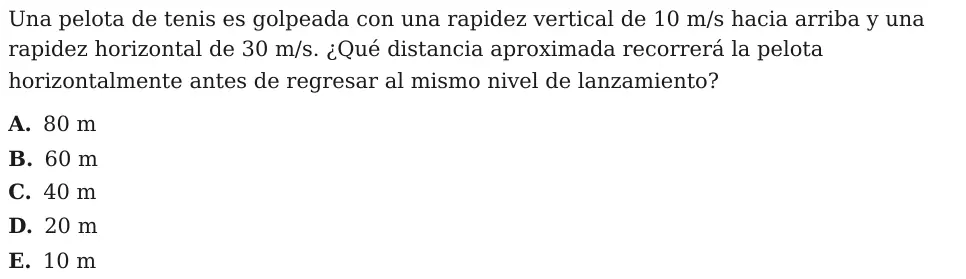 Una pelota de tenis es golpeada con una rapidez vertical de 10 m/s hacia arriba y una
rapidez horizontal de 30 m/s. ¿Qué distancia aproximada recorrerá la pelota
horizontalmente antes de regresar al mismo nivel de lanzamiento?
A. 80 m
B. 60 m
C. 40 m
D. 20 m
E. 10 m